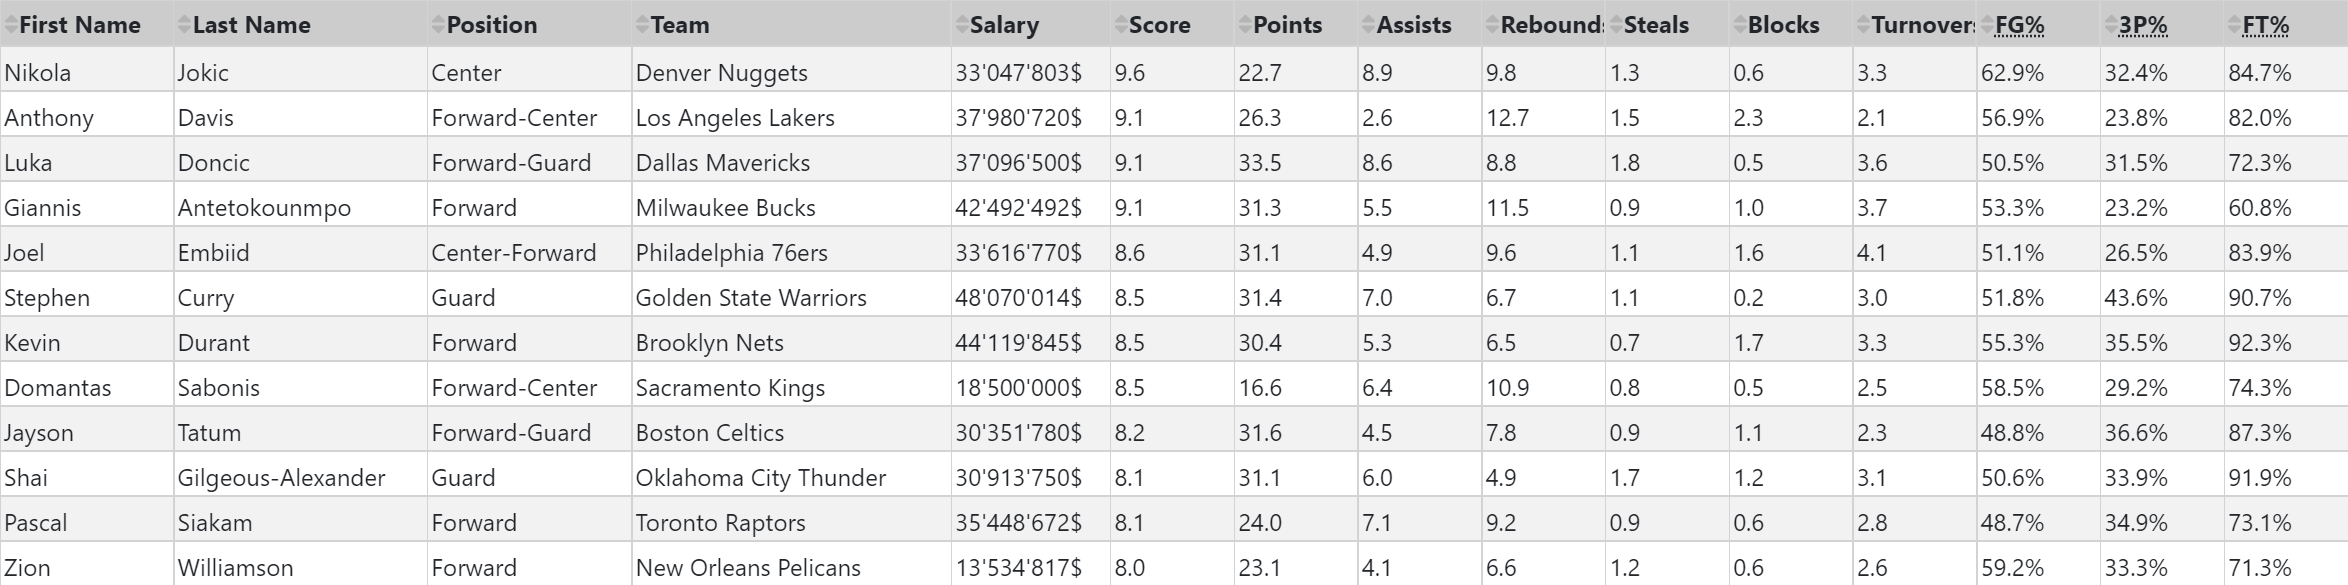 First Name Last Name Position Team Salary Score Points Assists Rebounds Steals Blocks Turnovers FG% 3P% FT%
Nikola Jokic Center Denver Nuggets 33'047'803$ 9.6 22.7 8.9 9.8 1.3 0.6 3.3 62.9% 32.4% 84.7%
Anthony Davis Forward-Center Los Angeles Lakers 37'980'720$ 9.1 26.3 2.6 12.7 1.5 2.3 2.1 56.9% 23.8% 82.0%
Luka Doncic Forward-Guard Dallas Mavericks 37'096'500$ 9.1 33.5 8.6 8.8 1.8 0.5 3.6 50.5% 31.5% 72.3%
Giannis Antetokounmpo Forward Milwaukee Bucks 42'492'492$ 9.1 31.3 5.5 11.5 0.9 1.0 3.7 53.3% 23.2% 60.8%
Joel Embiid Center-Forward Philadelphia 76ers 33'616'770$ 8.6 31.1 4.9 9.6 1.1 1.6 4.1 51.1% 26.5% 83.9%
Stephen Curry Guard Golden State Warriors 48'070'014$ 8.5 31.4 7.0 6.7 1.1 0.2 3.0 51.8% 43.6% 90.7%
Kevin Durant Forward Brooklyn Nets 44'119'845$ 8.5 30.4 5.3 6.5 0.7 1.7 3.3 55.3% 35.5% 92.3%
Domantas Sabonis Forward-Center Sacramento Kings 18'500'000$ 8.5 16.6 6.4 10.9 0.8 0.5 2.5 58.5% 29.2% 74.3%
Jayson Tatum Forward-Guard Boston Celtics 30'351'780$ 8.2 31.6 4.5 7.8 0.9 1.1 2.3 48.8% 36.6% 87.3%
Shai Gilgeous-Alexander Guard Oklahoma City Thunder 30'913'750$ 8.1 31.1 6.0 4.9 1.7 1.2 3.1 50.6% 33.9% 91.9%
Pascal Siakam Forward Toronto Raptors 35'448'672$ 8.1 24.0 7.1 9.2 0.9 0.6 2.8 48.7% 34.9% 73.1%
Zion Williamson Forward New Orleans Pelicans 13'534'817$ 8.0 23.1 4.1 6.6 1.2 0.6 2.6 59.2% 33.3% 71.3%